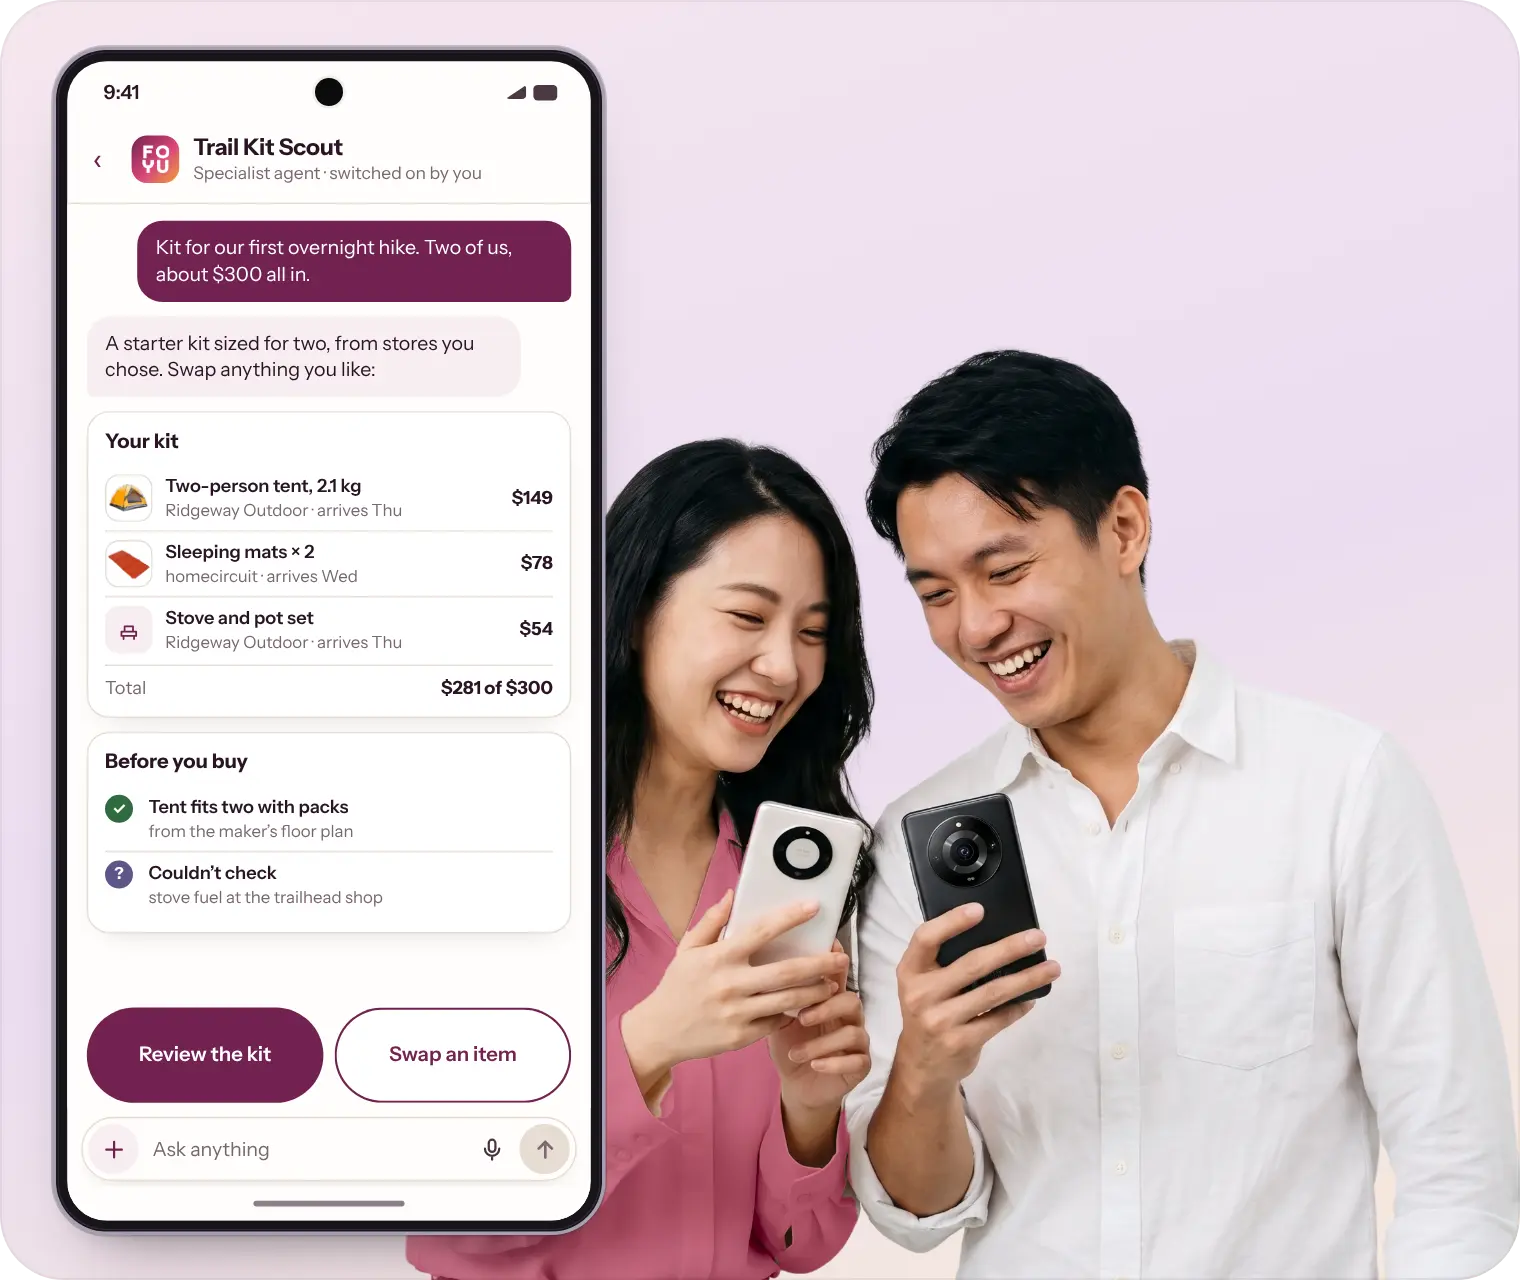 9:41
FO
YU
Trail Kit Scout
Specialist agent · switched on by you
Kit for our first overnight hike. Two of us,
about $300 all in.
A starter kit sized for two, from stores you
chose. Swap anything you like:
Your kit
Two-person tent, 2.1 kg
$149
Ridgeway Outdoor · arrives Thu
Sleeping mats × 2
$78
homecircuit · arrives Wed
Stove and pot set
$54
Ridgeway Outdoor · arrives Thu
Total
$281 of $300
Before you buy
Tent fits two with packs
from the maker's floor plan
?
Couldn't check
stove fuel at the trailhead shop
Review the kit
Swap an item
Ask anything